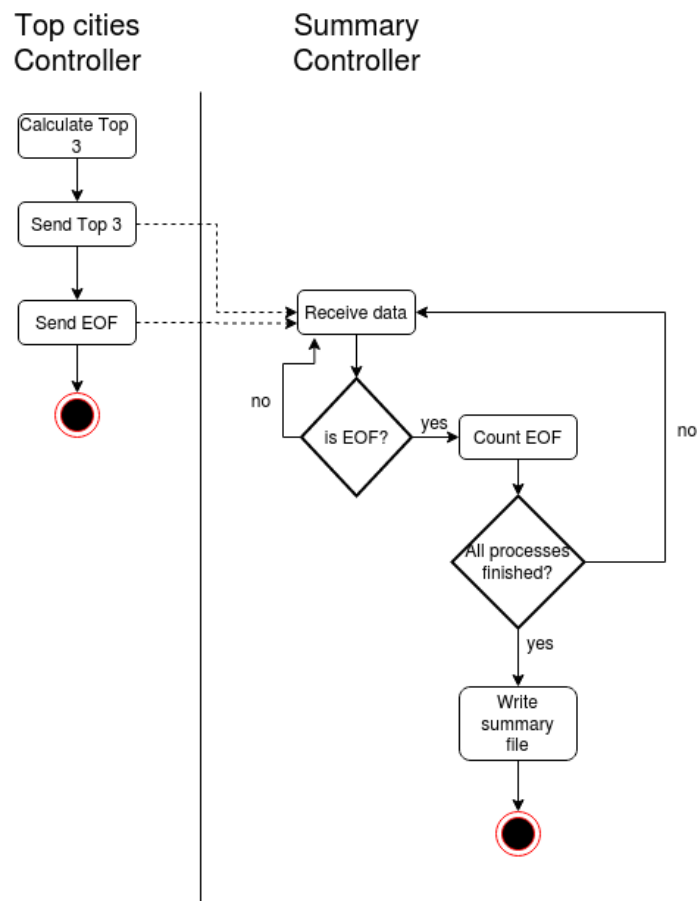 Top cities
Controller
Summary
Controller
Calculate Top
3
Send Top 3
Send EOF
Receive data
no
is EOF?
yes
Count EOF
no
All processes
finished?
yes
Write
summary
file